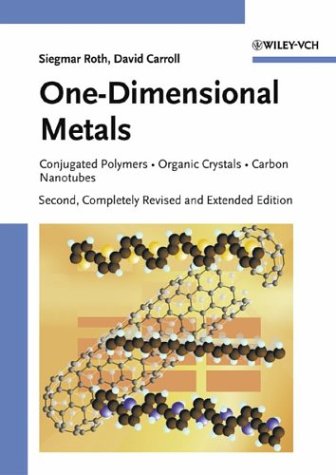 Siegmar Roth, David Carroll
WILEY-VCH
One-Dimensional
Metals
Conjugated Polymers • Organic Crystals • Carbon
Nanotubes
Second, Completely Revised and Extended Edition